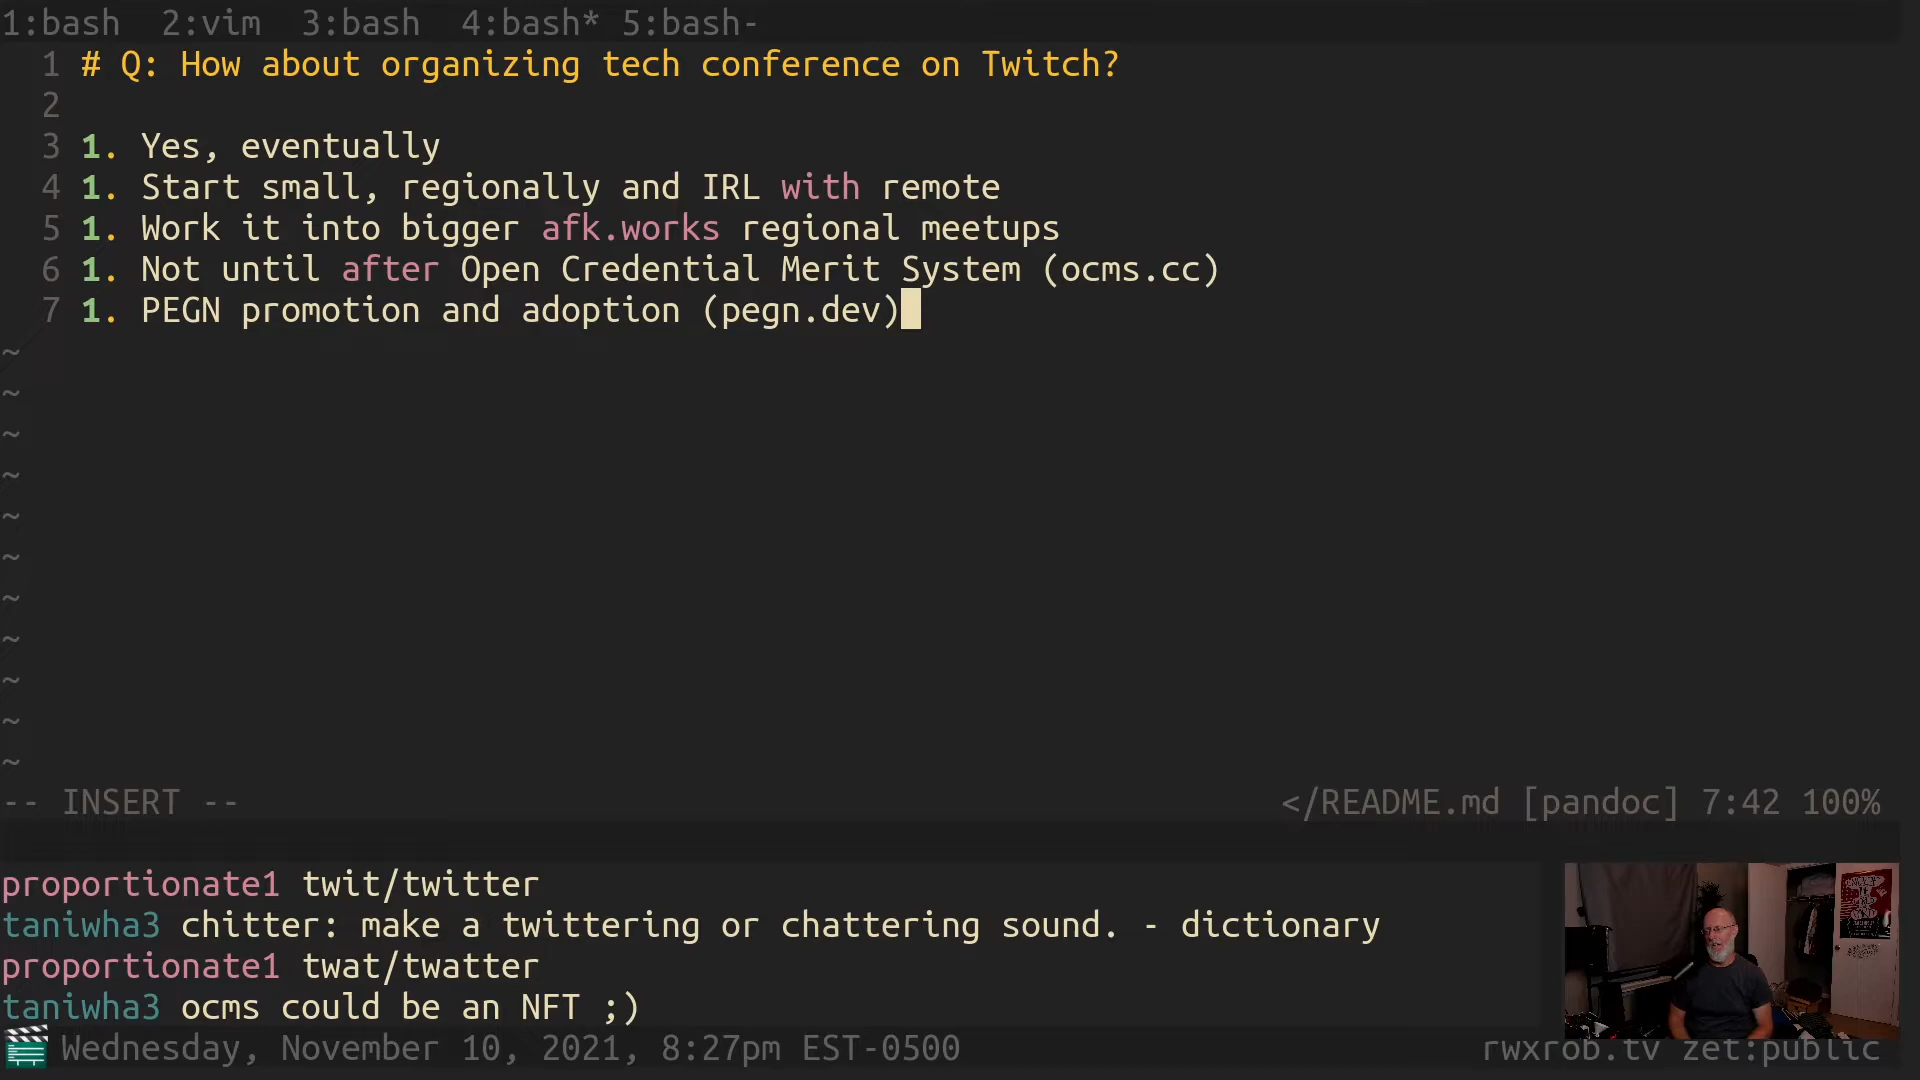 1:bash 2:vim 3:bash 4:bash* 5:bash-
1 # Q: How about organizing tech conference on Twitch?
2
3 1. Yes, eventually
4 1. Start small, regionally and IRL with remote
5 1. Work it into bigger afk.works regional meetups
6 1. Not until after Open Credential Merit System (ocms.cc)
7 1. PEGN promotion and adoption (pegn.dev)
~
~
~
~
~
~
~
~
~
~
~
-- INSERT -- </README.md [pandoc] 7:42 100%
proportionate1 twit/twitter
taniwha3 chitter: make a twittering or chattering sound. - dictionary
proportionate1 twat/twatter
taniwha3 ocms could be an NFT ;)
Wednesday, November 10, 2021, 8:27pm EST-0500 rwxrob.tv zet:public